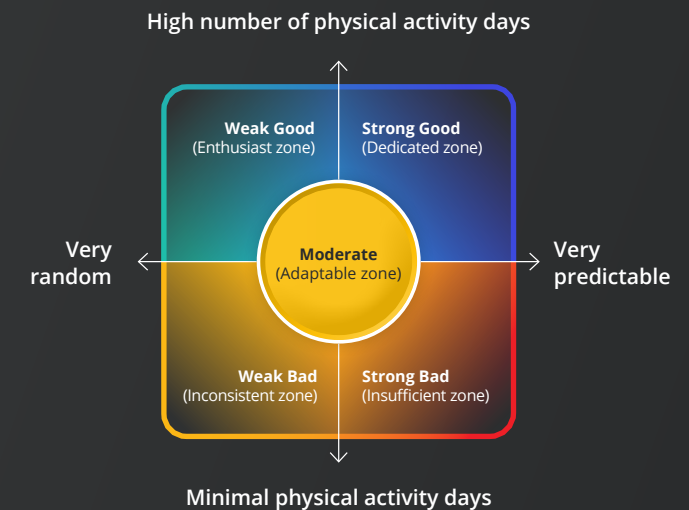 High number of physical activity days
Weak Good
(Enthusiast zone)
Strong Good
(Dedicated zone)
Very
random
Moderate
(Adaptable zone)
Very
predictable
Weak Bad
(Inconsistent zone)
Strong Bad
(Insufficient zone)
Minimal physical activity days